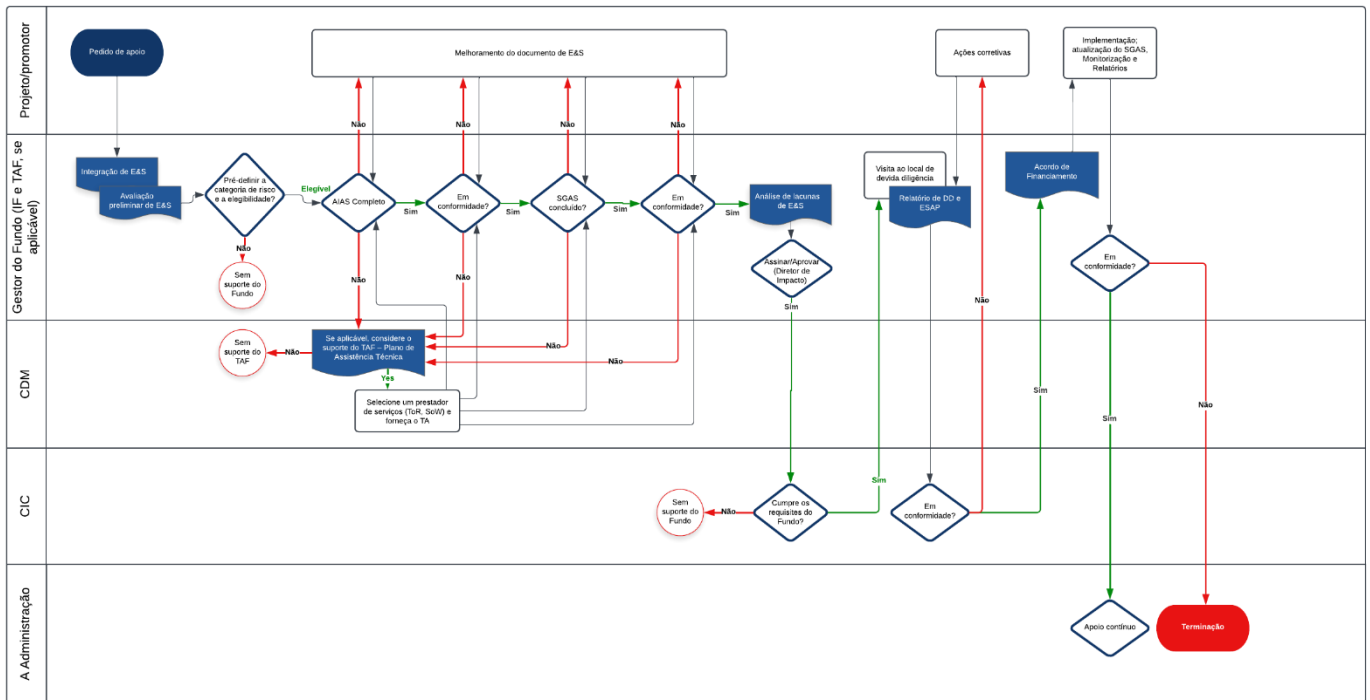 Projeto/promotor
Pedido de apoio
Melhoramento do documento de E&S
Ações corretivas
Implementação;
atualização do SGAS,
Monitorização e
Relatórios
Não
Não
Não
Não
Gestor do Fundo (IF e TAF, se
aplicável)
Integração de E&S
Avaliação
preliminar de E&S
Pré-definir a
categoria de risco
e a elegibilidade?
Elegível
AIAS Completo
Sim
Em
conformidade?
Sim
SGAS
concluído?
Sim
Em
conformidade?
Sim
Análise de lacunas
de E&S
Visita ao local de
devida diligência
Relatório de DD e
ESAP
Acordo de
Financiamento
Não
Sem
suporte do
Fundo
Não
Não
Não
Não
Assinar/Aprovar
(Diretor de
Impacto)
Sim
Não
Em
conformidade?
CDM
Sem
suporte do
TAF
Não
Se aplicável, considere o
suporte do TAF – Plano de
Assistência Técnica
Yes
Selecione um prestador
de serviços (ToR, SoW) e
forneça o TA
Sim
Sim
Não
CIC
Sem
suporte do
Fundo
Não
Cumpre os
requisites do
Fundo?
Sim
Em
conformidade?
A Administração
Apoio contínuo
Terminação